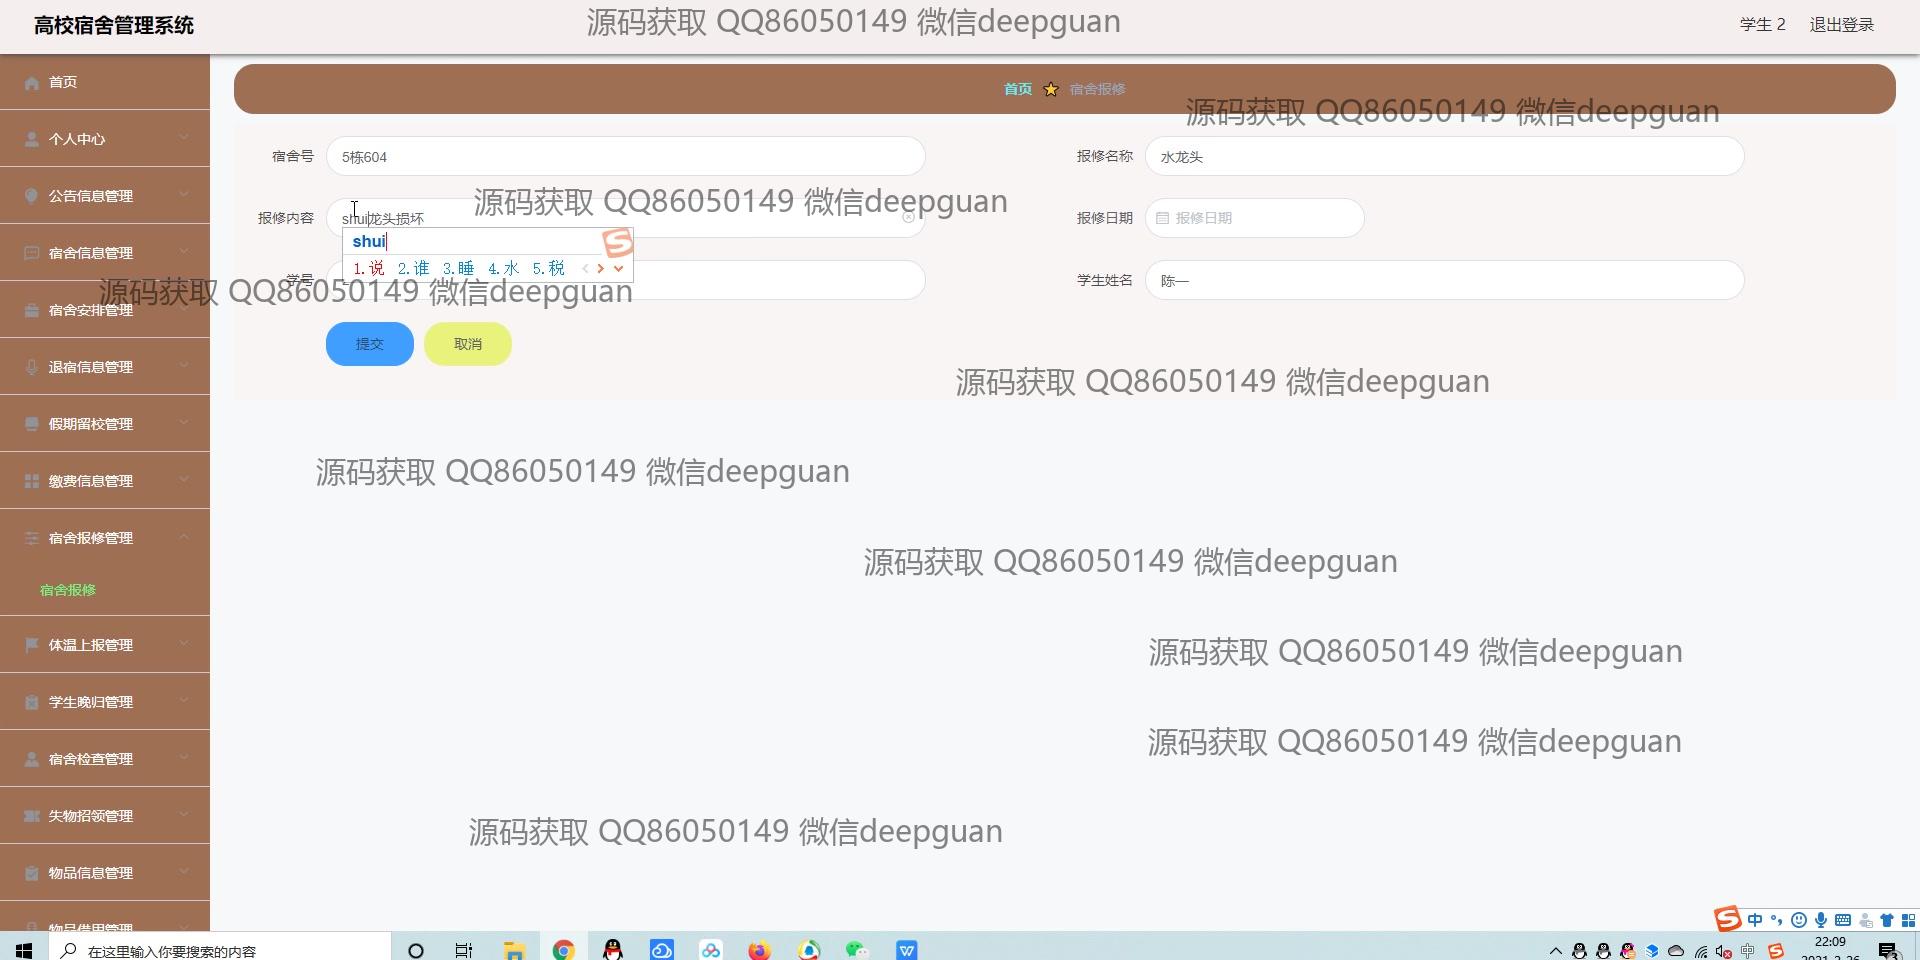 高校宿舍管理系统
源码获取 QQ86050149 微信deepguan
学生 2 退出登录
首页
个人中心
公告信息管理
宿舍信息管理
宿舍安排管理
退宿信息管理
假期留校管理
缴费信息管理
宿舍报修管理
宿舍报修
体温上报管理
学生晚归管理
宿舍检查管理
失物招领管理
物品信息管理
物品借用管理
首页 宿舍报修
源码获取 QQ86050149 微信deepguan
宿舍号 5栋604
报修名称 水龙头
源码获取 QQ86050149 微信deepguan
报修内容 shui龙头损坏
报修日期 报修日期
shui
1.说 2.谁 3.睡 4.水 5.税
学号
学生姓名 陈一
源码获取 QQ86050149 微信deepguan
提交 取消
源码获取 QQ86050149 微信deepguan
源码获取 QQ86050149 微信deepguan
源码获取 QQ86050149 微信deepguan
源码获取 QQ86050149 微信deepguan
源码获取 QQ86050149 微信deepguan
源码获取 QQ86050149 微信deepguan
中
在这里输入你要搜索的内容
中
22:09